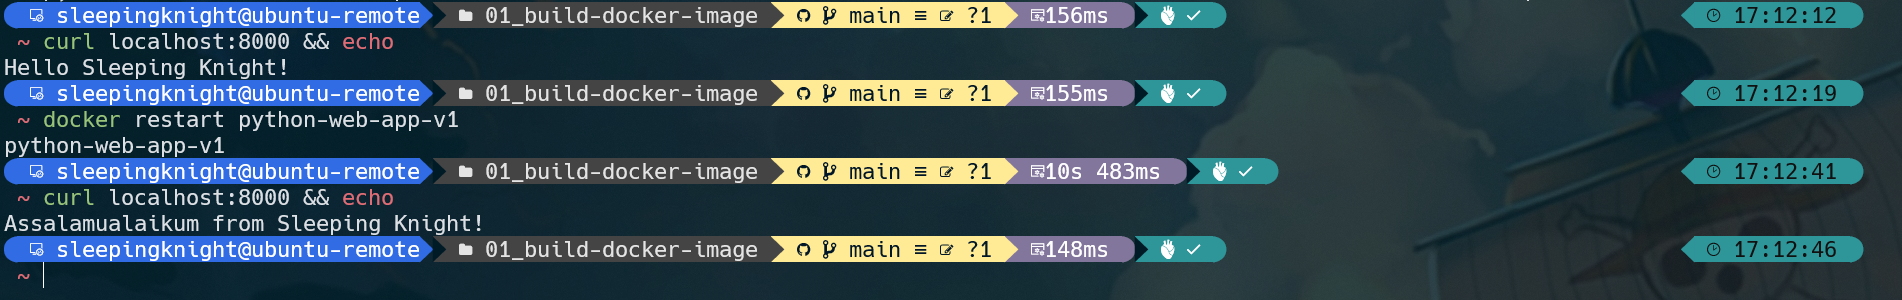 sleepingknight@ubuntu-remote 01_build-docker-image main ≡ ?1 156ms ✓ 17:12:12
~ curl localhost:8000 && echo
Hello Sleeping Knight!
sleepingknight@ubuntu-remote 01_build-docker-image main ≡ ?1 155ms ✓ 17:12:19
~ docker restart python-web-app-v1
python-web-app-v1
sleepingknight@ubuntu-remote 01_build-docker-image main ≡ ?1 10s 483ms ✓ 17:12:41
~ curl localhost:8000 && echo
Assalamualaikum from Sleeping Knight!
sleepingknight@ubuntu-remote 01_build-docker-image main ≡ ?1 148ms ✓ 17:12:46
~